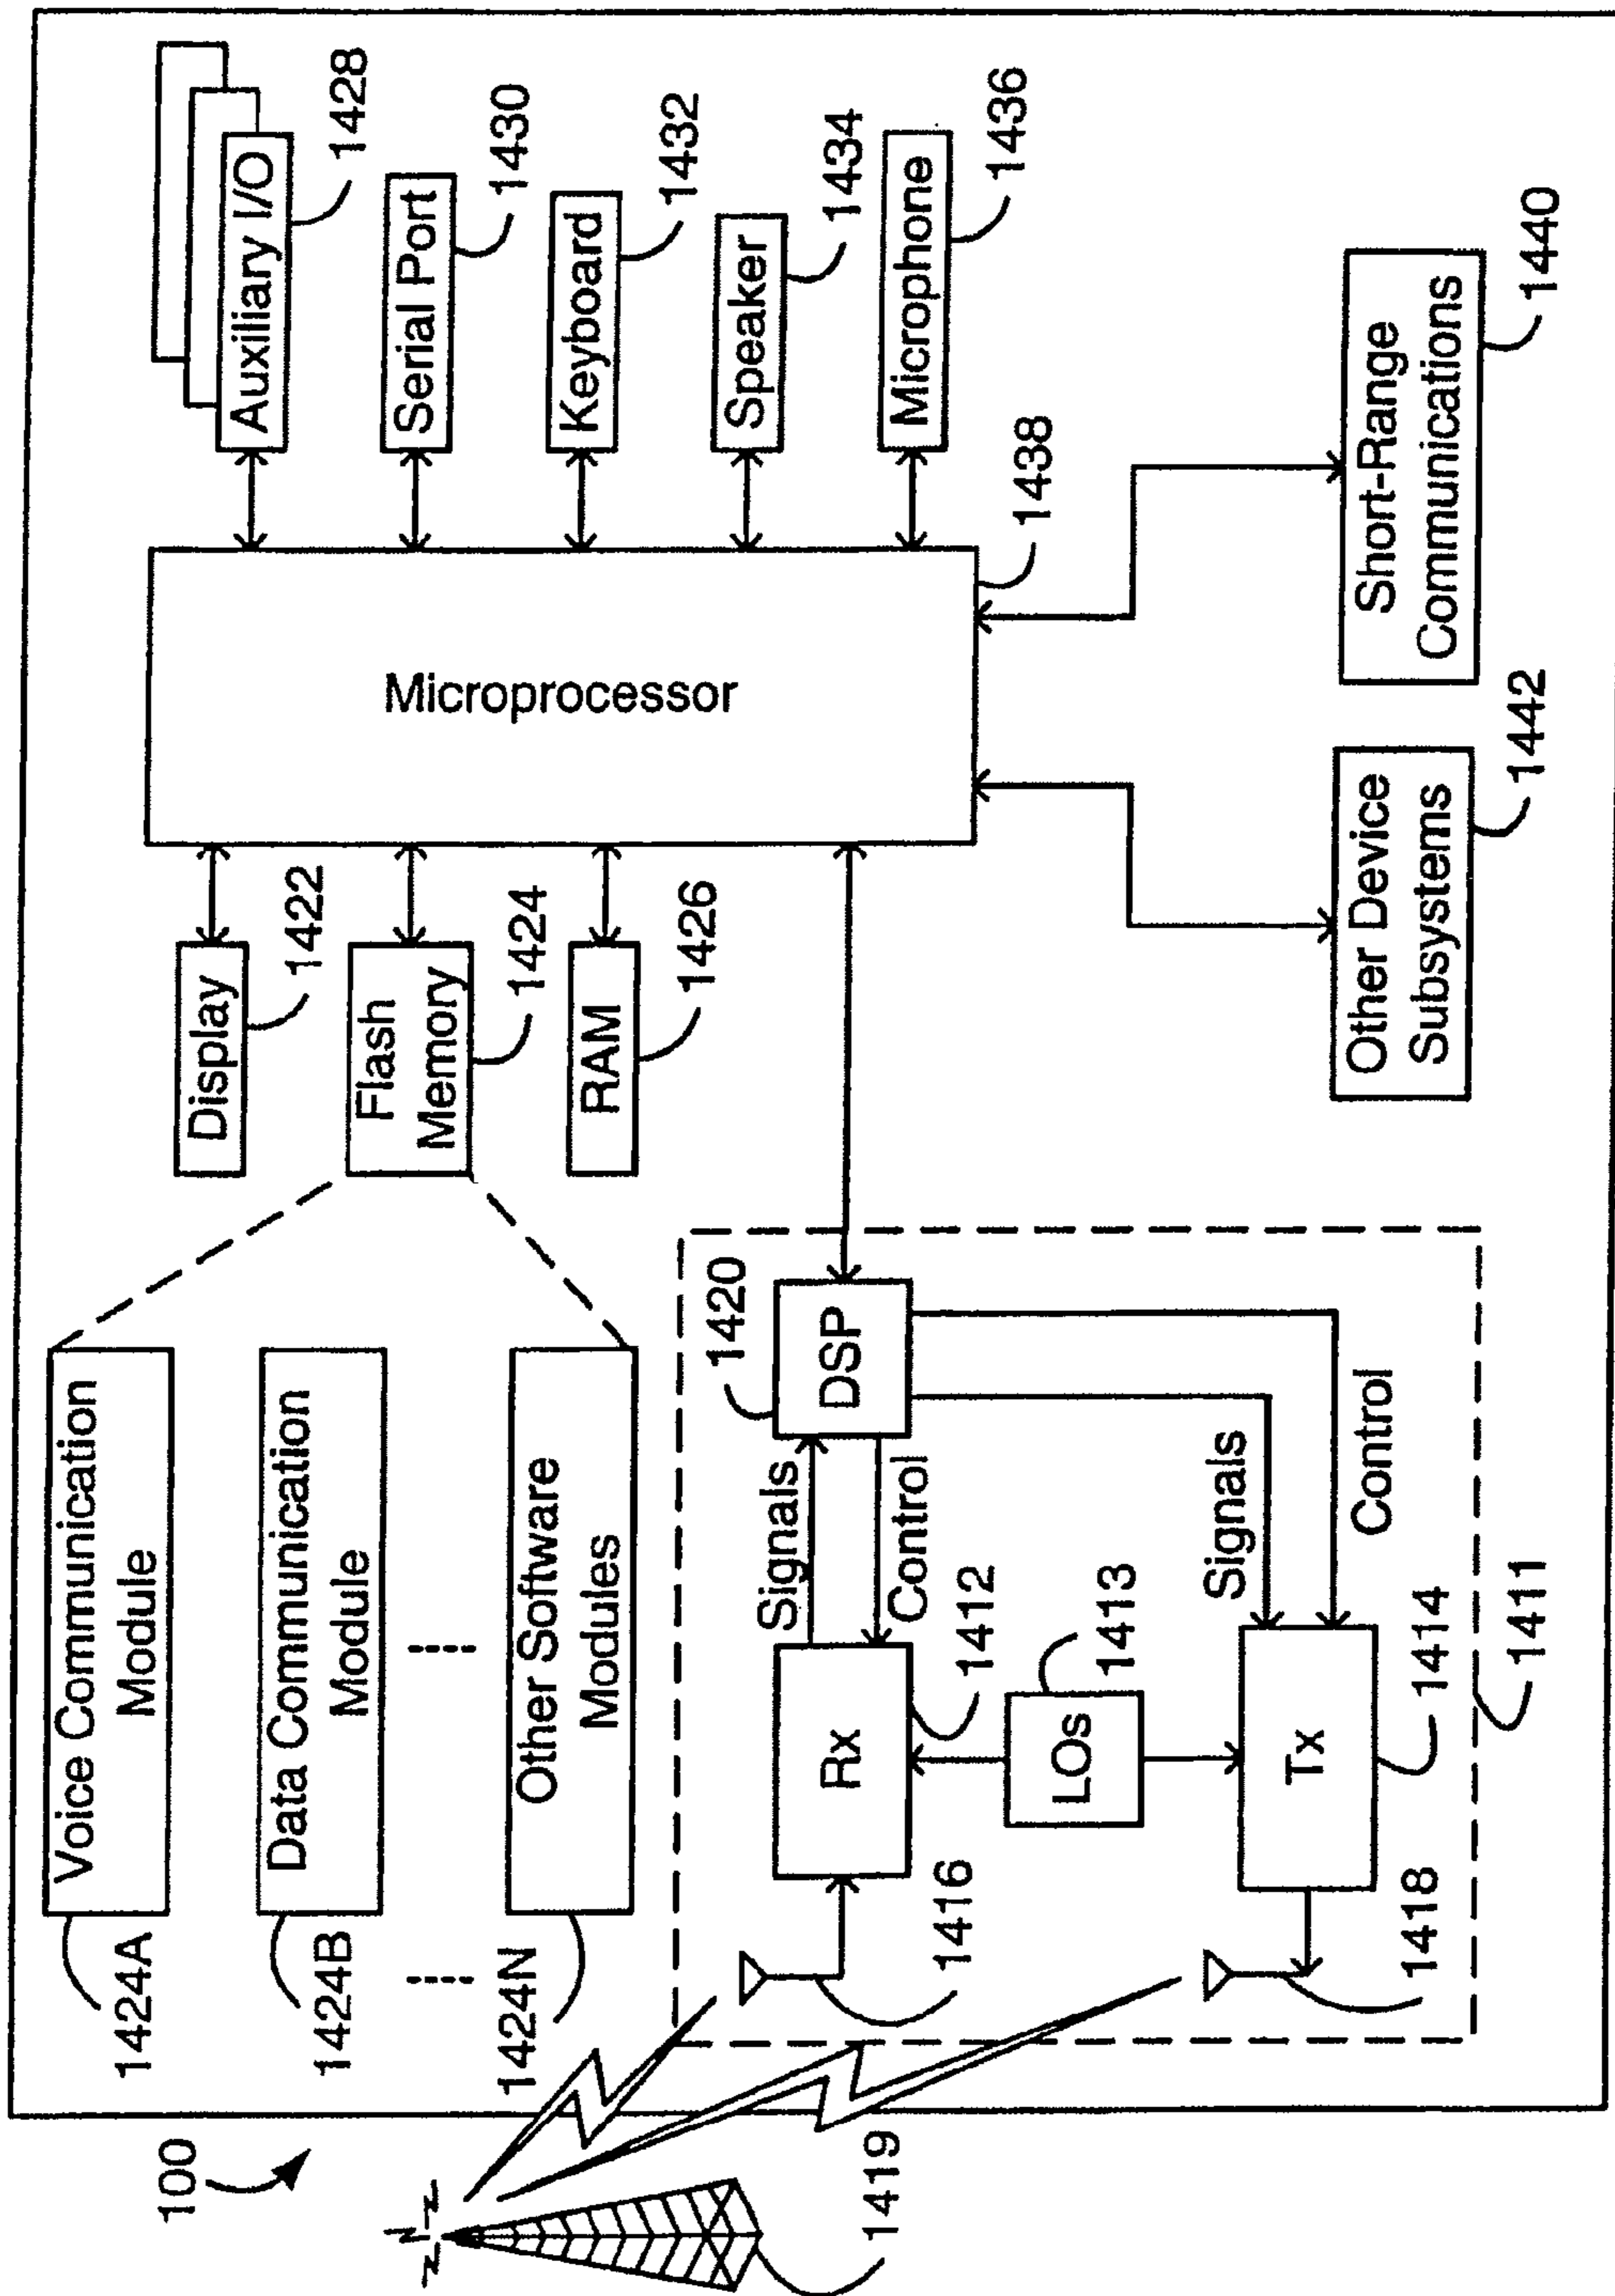 100
1419
Voice Communication
Module
1424A
Data Communication
Module
1424B
Other Software
Modules
1424N
Display
1422
Flash
Memory
1424
RAM
1426
Microprocessor
1438
Auxiliary I/O
1428
Serial Port
1430
Keyboard
1432
Speaker
1434
Microphone
1436
Short-Range
Communications
1440
Other Device
Subsystems
1442
DSP
1420
Signals
Control
Rx
1412
LOs
1413
Signals
Control
Tx
1414
1416
1418
1411